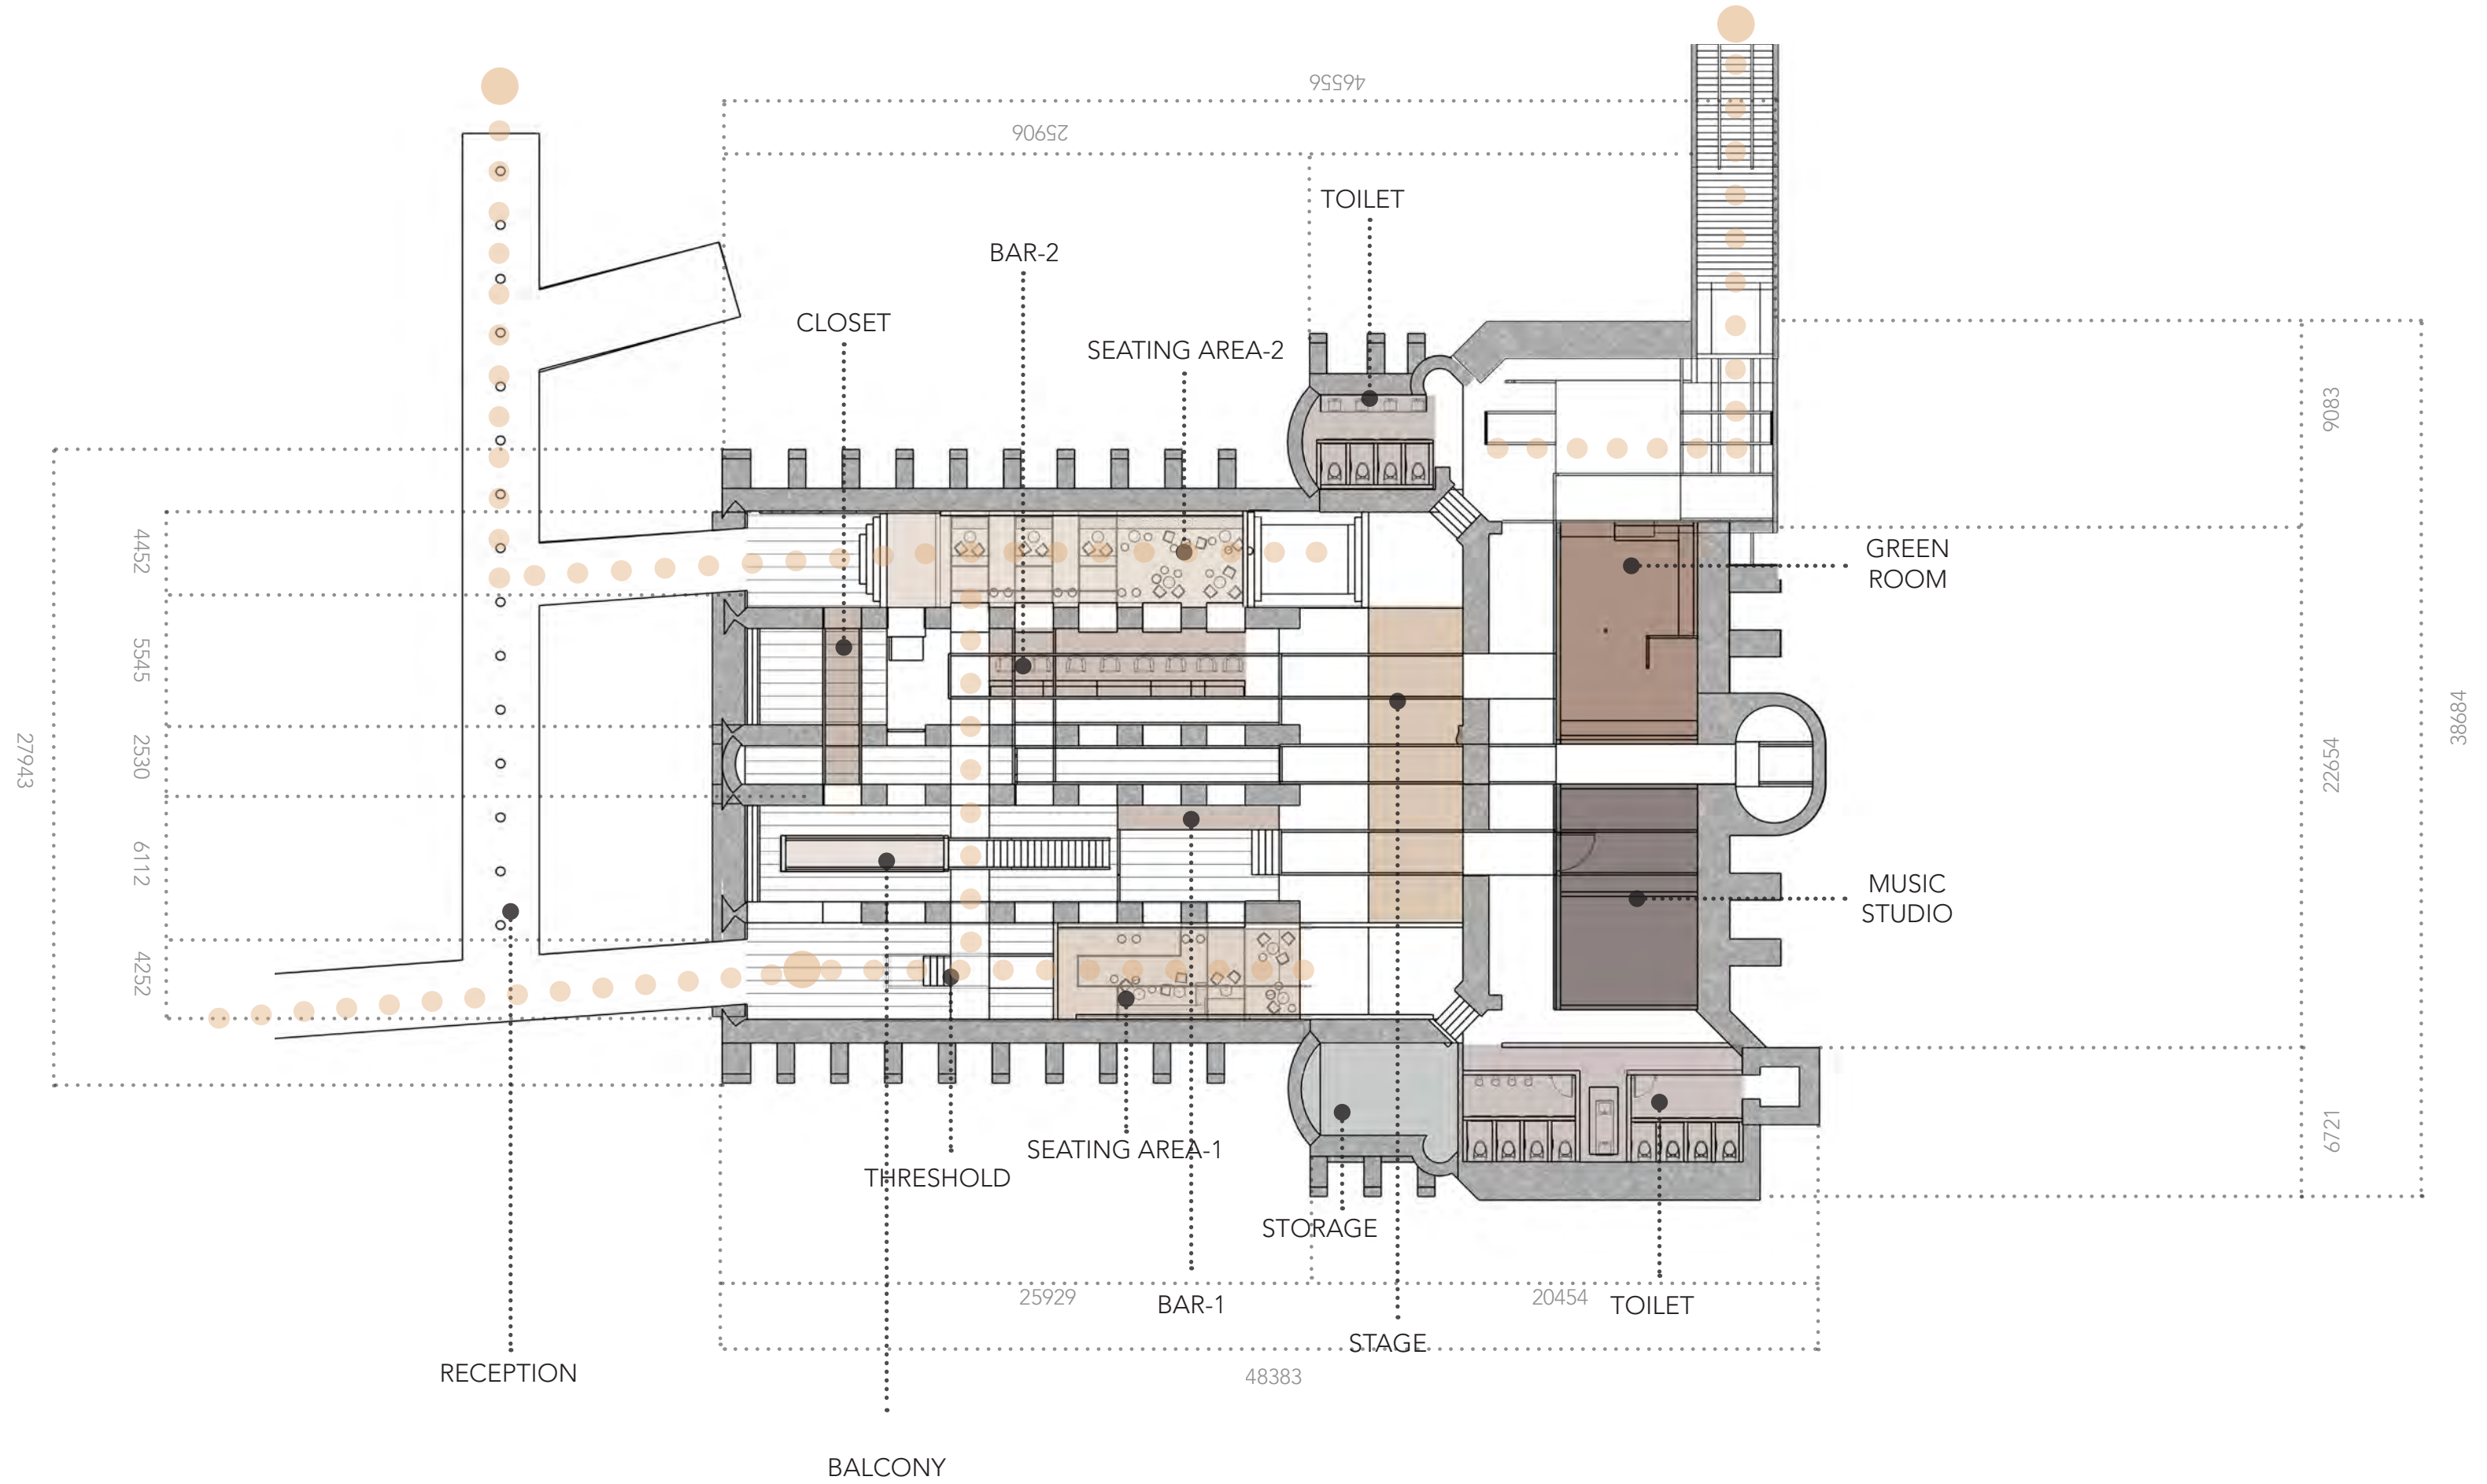 46556
25906
TOILET
BAR-2
CLOSET
SEATING AREA-2
9083
4452
GREEN
ROOM
5545
38684
2530
27943
22654
6112
MUSIC
STUDIO
4252
6721
SEATING AREA-1
THRESHOLD
STORAGE
25929
BAR-1
20454
TOILET
STAGE
RECEPTION
48383
BALCONY